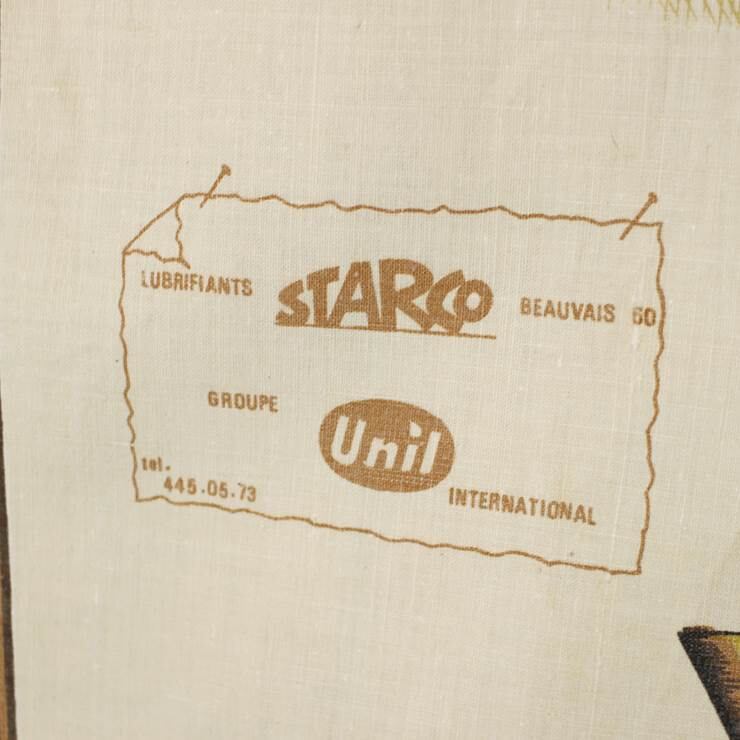 LUBRIFIANTS STARCO BEAUVAIS 60
GROUPE Unil INTERNATIONAL
tel.
445.05.73